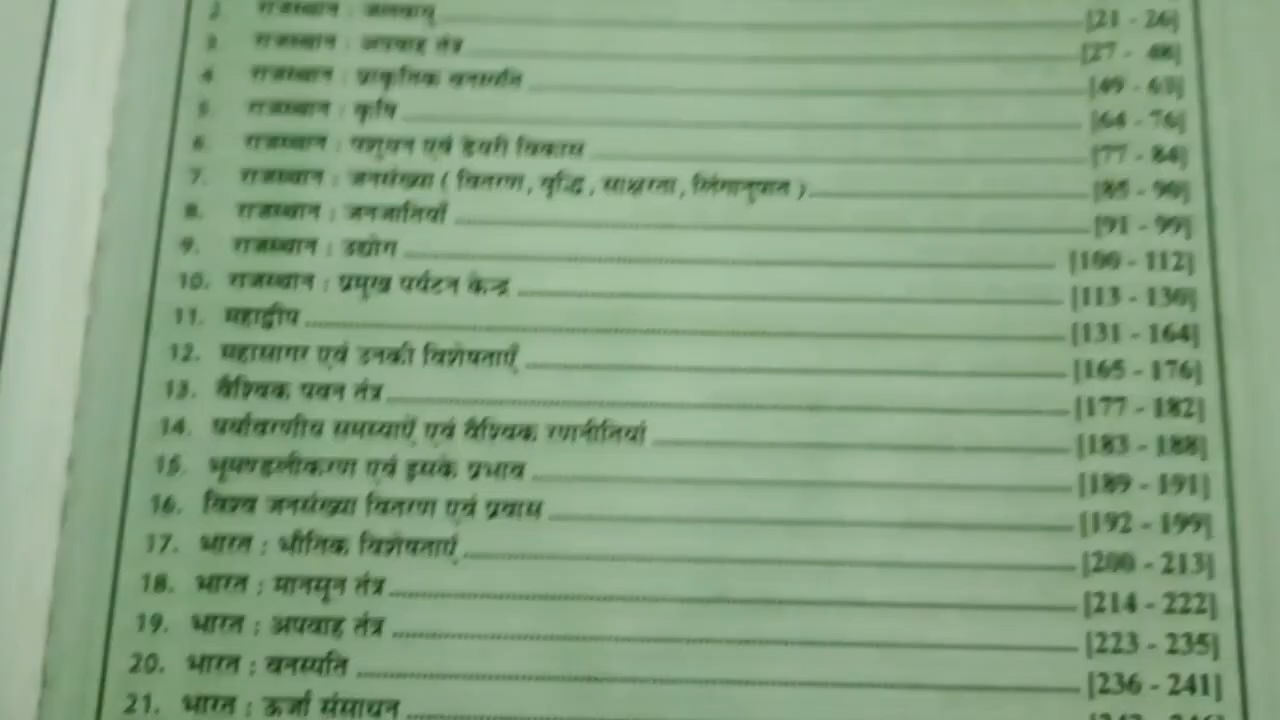 2. राजस्थान : जलवायु [21 - 26]
3. राजस्थान : अपवाह तंत्र [27 - 48]
4. राजस्थान : प्राकृतिक वनस्पति [49 - 63]
5. राजस्थान : कृषि [64 - 76]
6. राजस्थान : पशुधन एवं डेयरी विकास [77 - 84]
7. राजस्थान : जनसंख्या ( वितरण, वृद्धि, साक्षरता, लिंगानुपात ) [85 - 90]
8. राजस्थान : जनजातियाँ [91 - 99]
9. राजस्थान : उद्योग [100 - 112]
10. राजस्थान : प्रमुख पर्यटन केन्द्र [113 - 130]
11. महाद्वीप [131 - 164]
12. महासागर एवं उनकी विशेषताएँ [165 - 176]
13. वैश्विक पवन तंत्र [177 - 182]
14. पर्यावरणीय समस्याएँ एवं वैश्विक रणनीतियां [183 - 188]
15. भूमण्डलीकरण एवं इसके प्रभाव [189 - 191]
16. विश्व जनसंख्या वितरण एवं प्रवास [192 - 199]
17. भारत : भौतिक विशेषताएं [200 - 213]
18. भारत : मानसून तंत्र [214 - 222]
19. भारत : अपवाह तंत्र [223 - 235]
20. भारत : वनस्पति [236 - 241]
21. भारत : ऊर्जा संसाधन